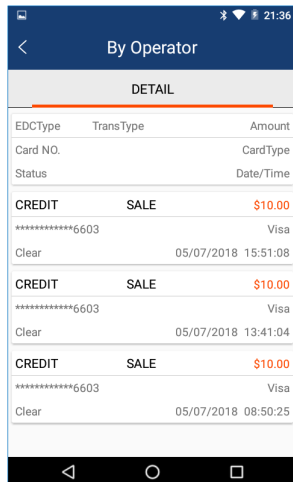 21:36
By Operator
DETAIL
EDCType TransType Amount
Card NO. CardType
Status Date/Time
CREDIT SALE $10.00
************6603 Visa
Clear 05/07/2018 15:51:08
CREDIT SALE $10.00
************6603 Visa
Clear 05/07/2018 13:41:04
CREDIT SALE $10.00
************6603 Visa
Clear 05/07/2018 08:50:25